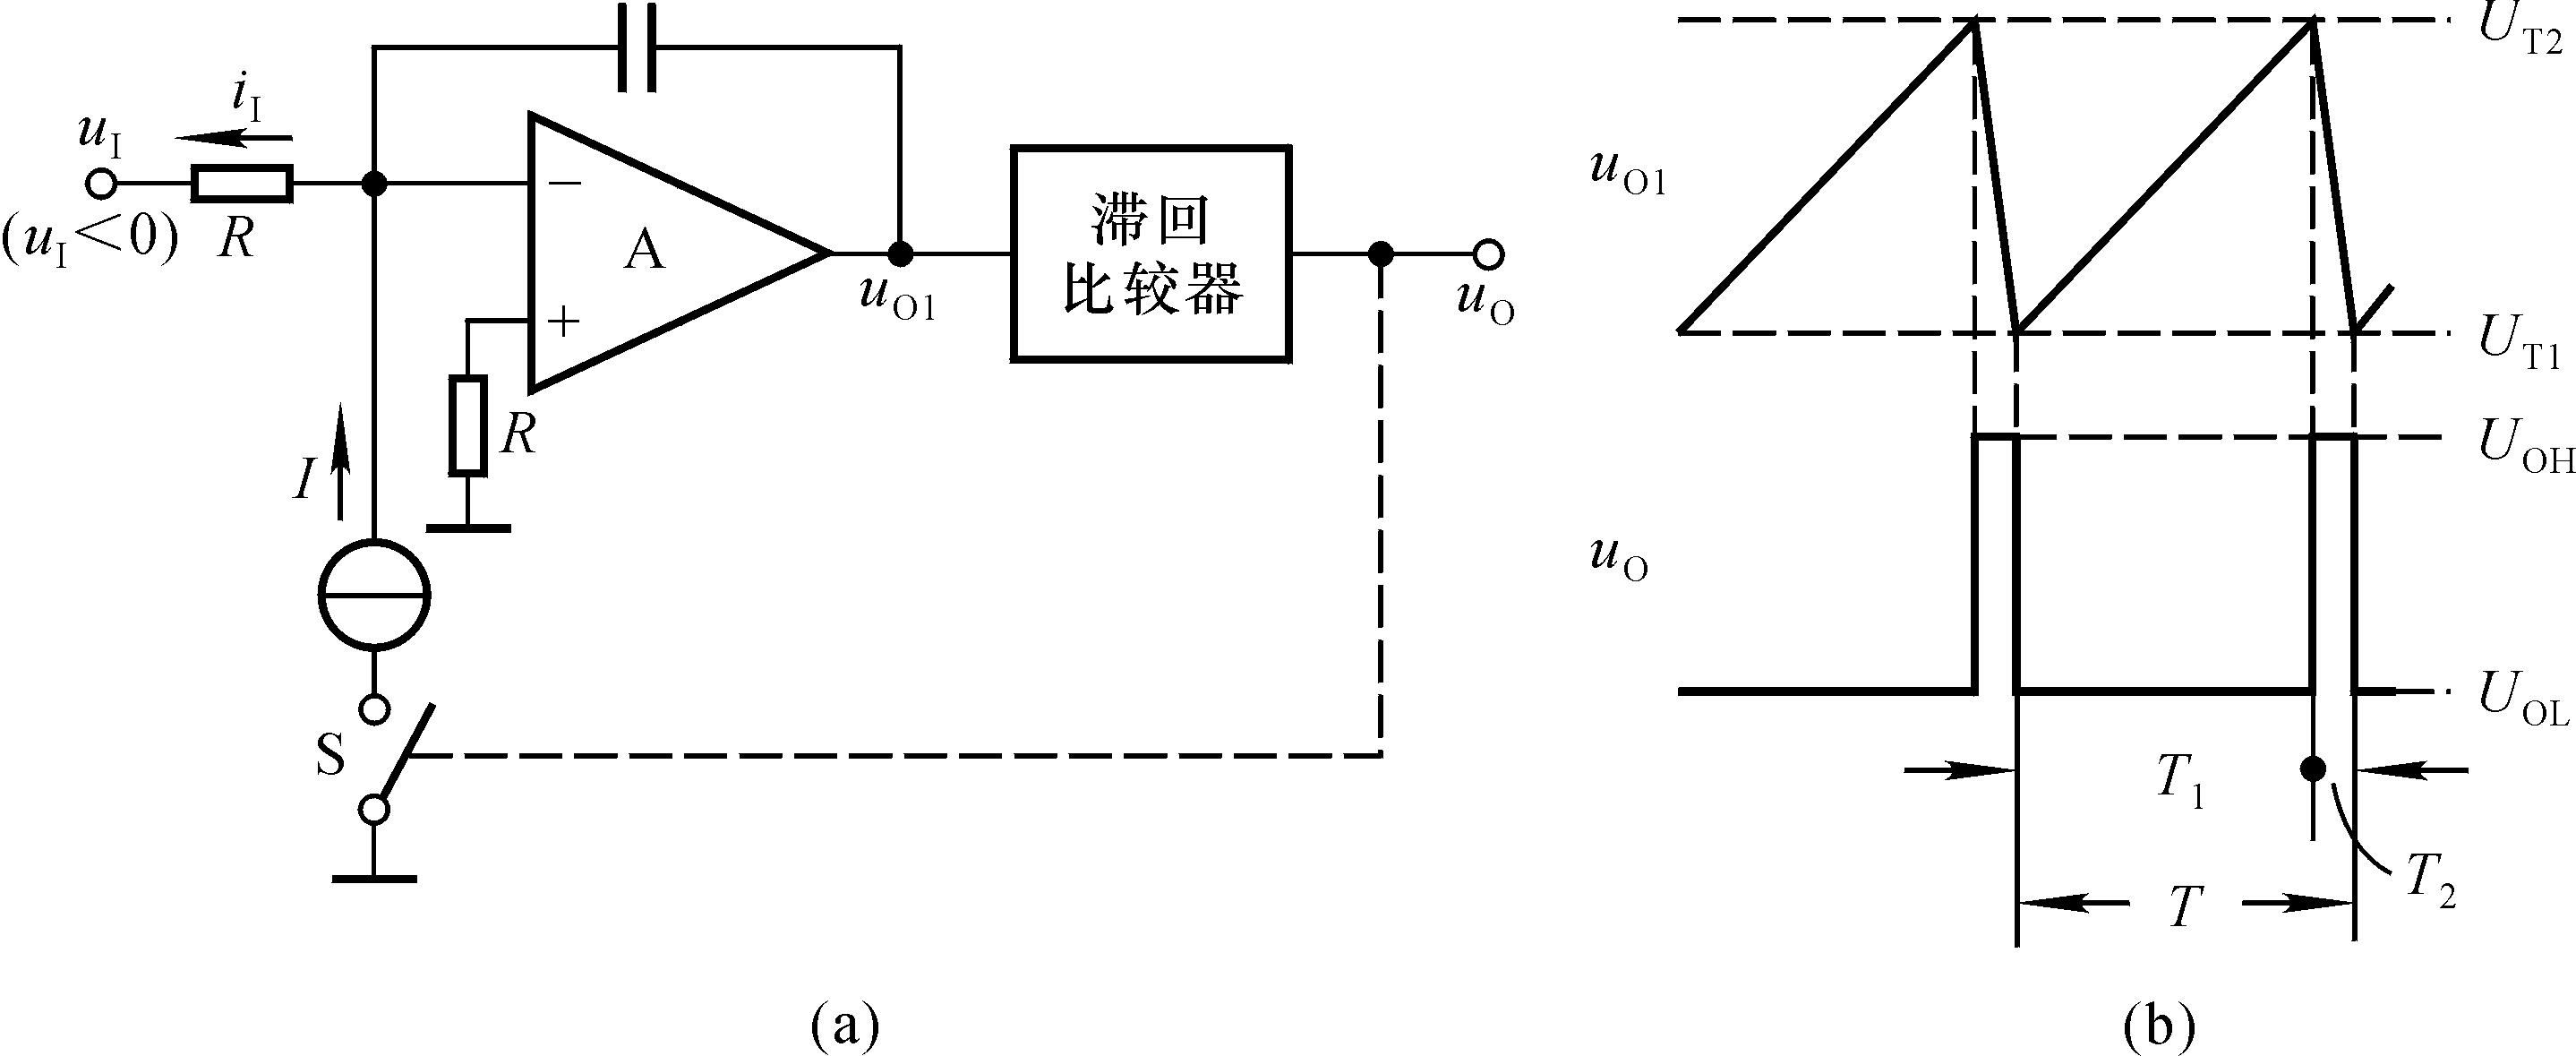 i_I
u_I
(u_I<0)
R
−
A
+
R
I
S
u_O1
滞回
比较器
u_O
(a)
U_T2
u_O1
U_T1
U_OH
u_O
U_OL
T_1
T_2
T
(b)